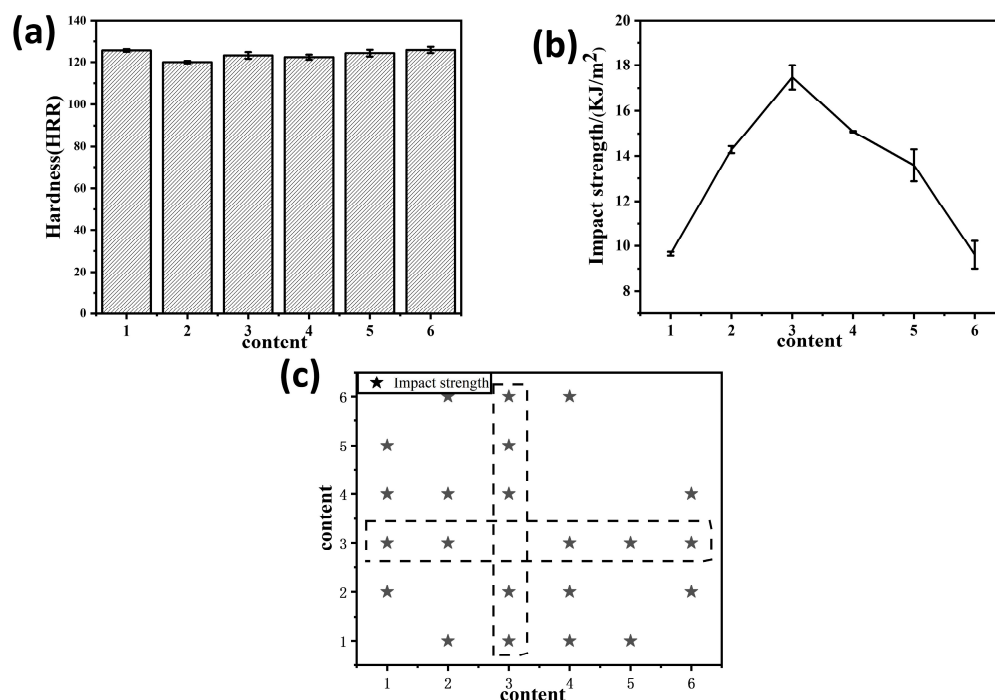 (a)
Hardness(HRR)
140
120
100
80
60
40
20
0
1 2 3 4 5 6
content
(b)
Impact strength/(KJ/m²)
20
18
16
14
12
10
8
1 2 3 4 5 6
content
(c)
★ Impact strength
content
6
5
4
3
2
1
1 2 3 4 5 6
content